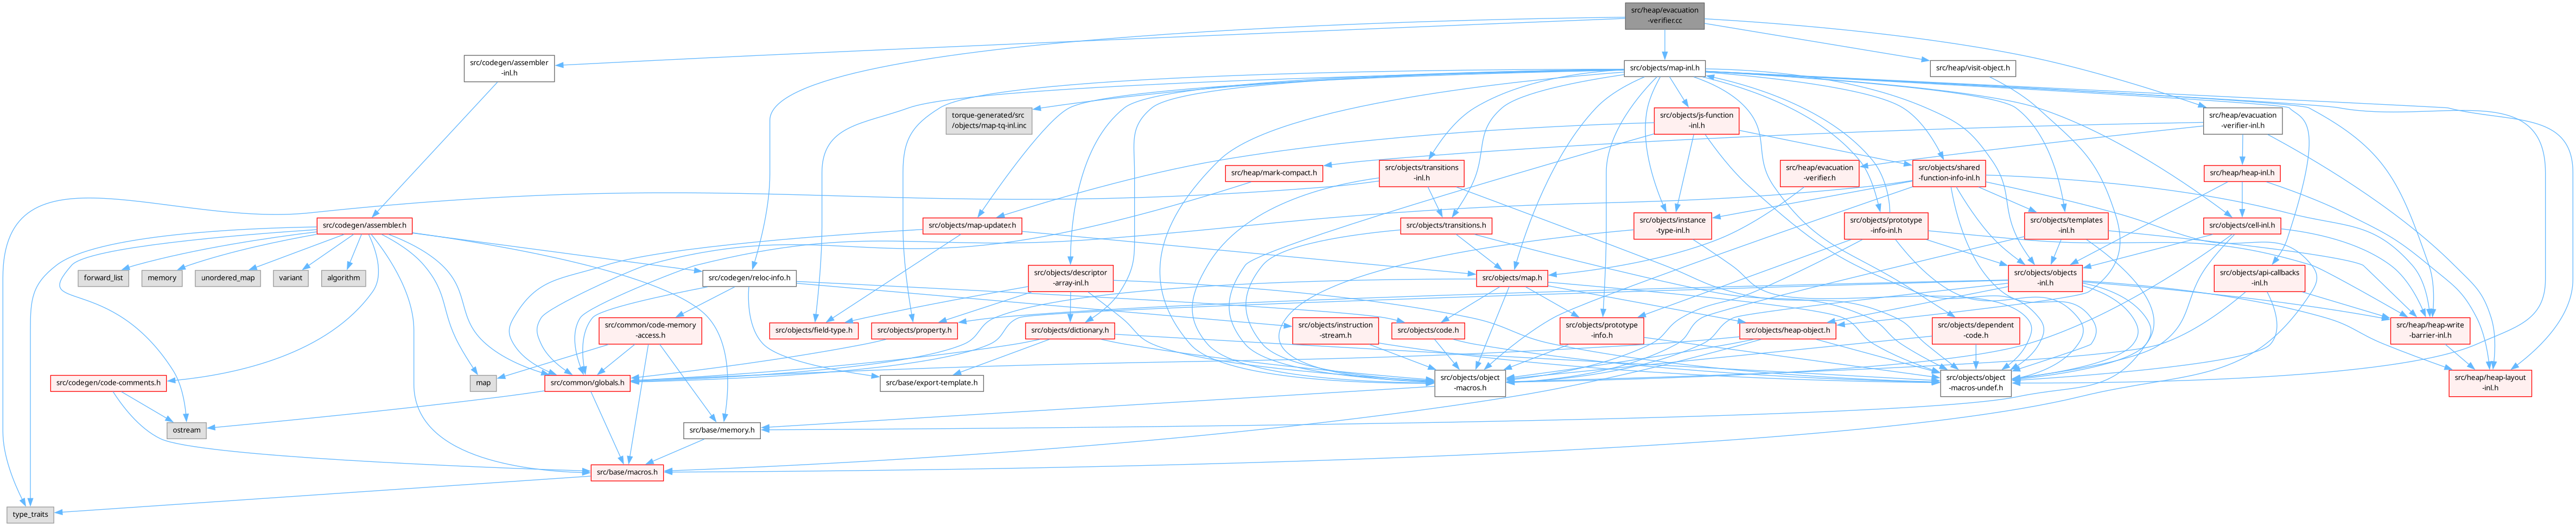 src/heap/evacuation
-verifier.cc
src/codegen/assembler
-inl.h
src/objects/map-inl.h
src/heap/visit-object.h
torque-generated/src
/objects/map-tq-inl.inc
src/objects/js-function
-inl.h
src/heap/evacuation
-verifier-inl.h
src/heap/mark-compact.h
src/objects/transitions
-inl.h
src/heap/evacuation
-verifier.h
src/objects/shared
-function-info-inl.h
src/heap/heap-inl.h
src/codegen/assembler.h
src/objects/map-updater.h
src/objects/transitions.h
src/objects/instance
-type-inl.h
src/objects/prototype
-info-inl.h
src/objects/templates
-inl.h
src/objects/cell-inl.h
forward_list
memory
unordered_map
variant
algorithm
src/codegen/reloc-info.h
src/objects/descriptor
-array-inl.h
src/objects/map.h
src/objects/objects
-inl.h
src/objects/api-callbacks
-inl.h
src/common/code-memory
-access.h
src/objects/field-type.h
src/objects/property.h
src/objects/dictionary.h
src/objects/instruction
-stream.h
src/objects/code.h
src/objects/prototype
-info.h
src/objects/heap-object.h
src/objects/dependent
-code.h
src/heap/heap-write
-barrier-inl.h
src/codegen/code-comments.h
map
src/common/globals.h
src/base/export-template.h
src/objects/object
-macros.h
src/objects/object
-macros-undef.h
src/heap/heap-layout
-inl.h
ostream
src/base/memory.h
src/base/macros.h
type_traits